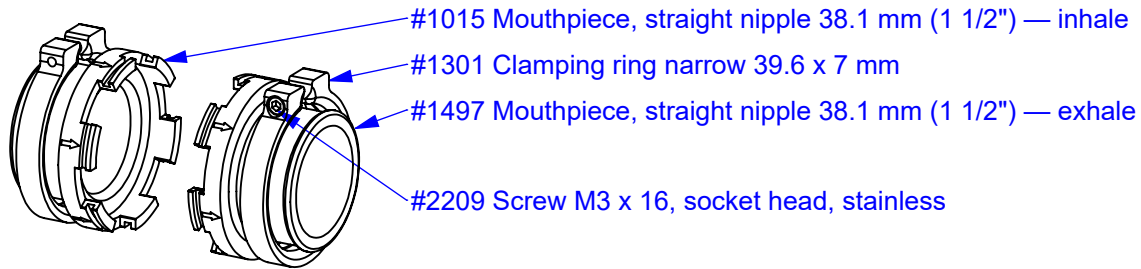 #1015 Mouthpiece, straight nipple 38.1 mm (1 1/2") — inhale
#1301 Clamping ring narrow 39.6 x 7 mm
#1497 Mouthpiece, straight nipple 38.1 mm (1 1/2") — exhale
#2209 Screw M3 x 16, socket head, stainless